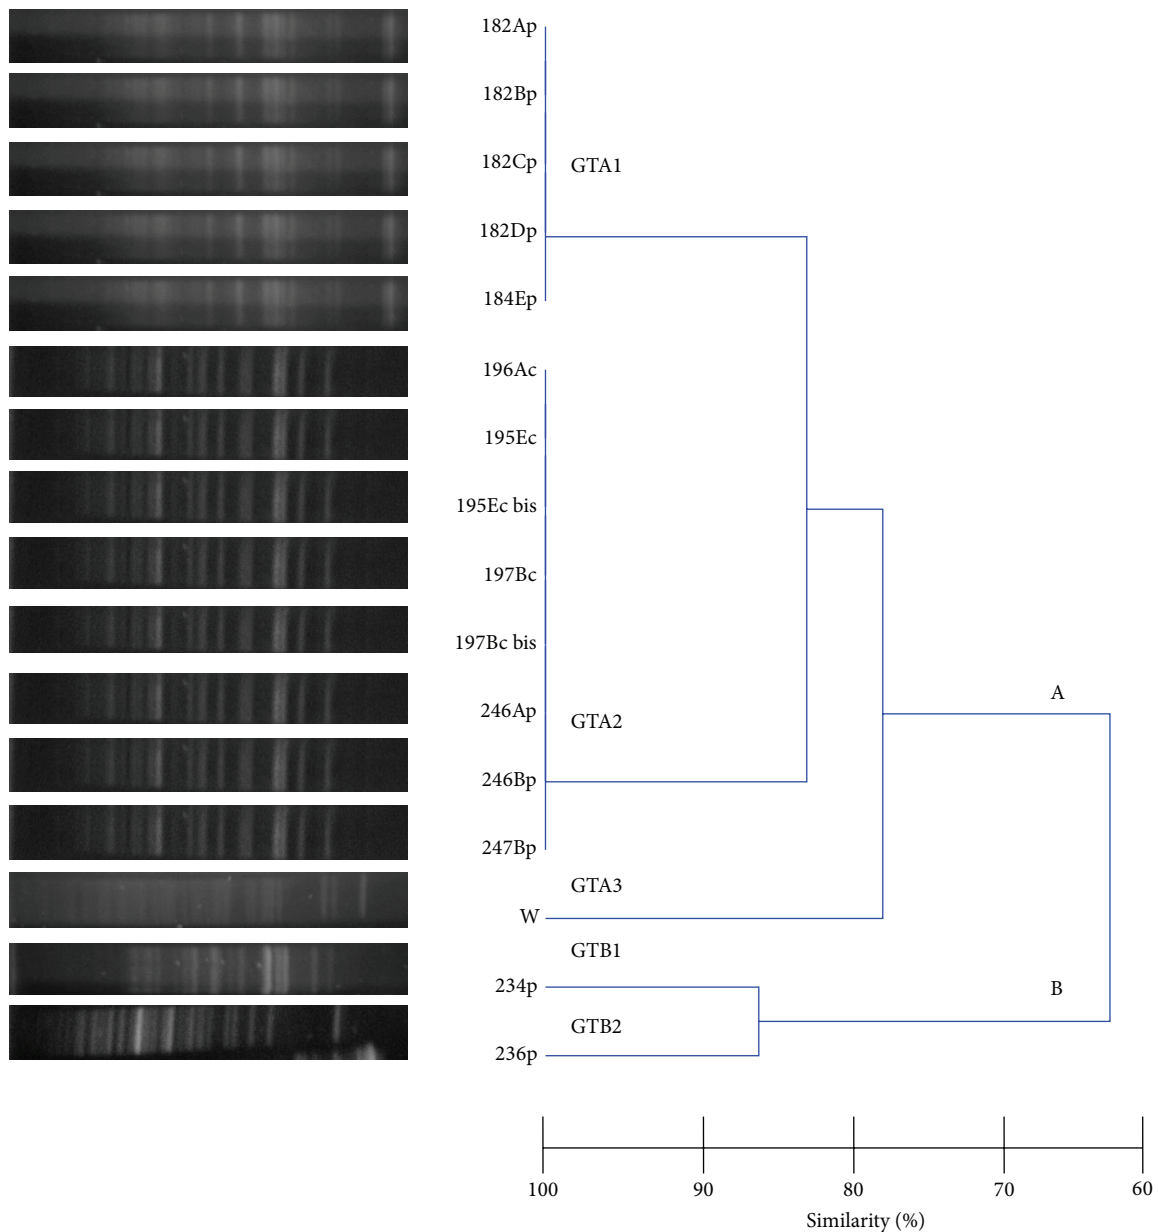 182Ap
182Bp
182Cp
GTA1
182Dp
184Ep
196Ac
195Ec
195Ec bis
197Bc
197Bc bis
A
246Ap
GTA2
246Bp
247Bp
GTA3
W
GTB1
234p
B
GTB2
236p
100 90 80 70 60
Similarity (%)